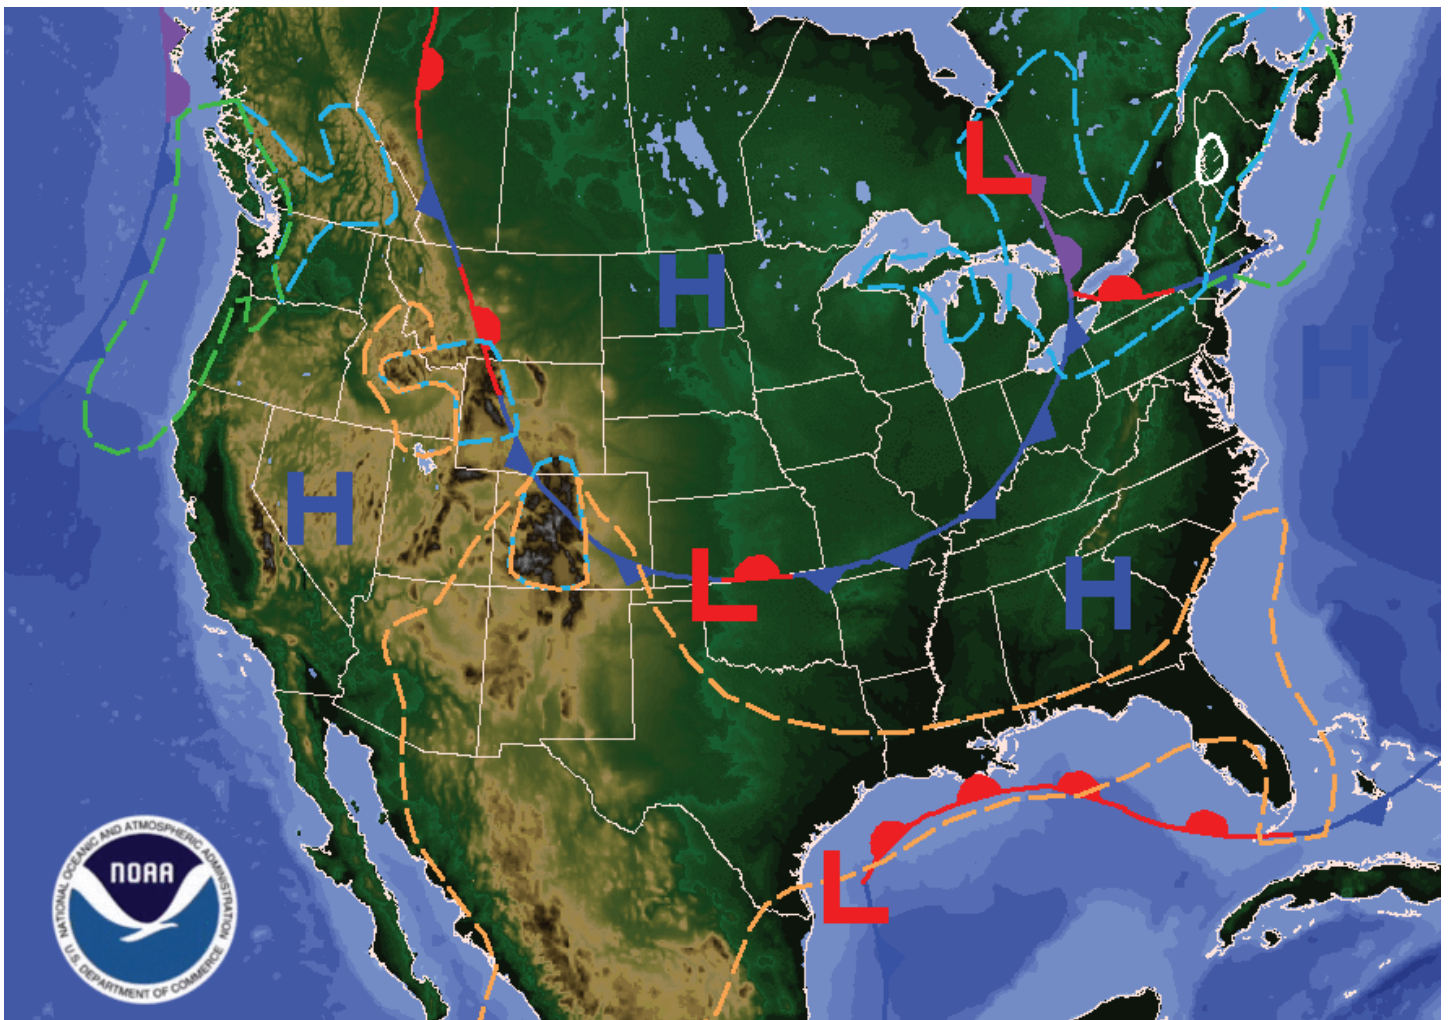 L
H
H
H
L
H
L
NOAA
NATIONAL OCEANIC AND ATMOSPHERIC ADMINISTRATION
U.S. DEPARTMENT OF COMMERCE